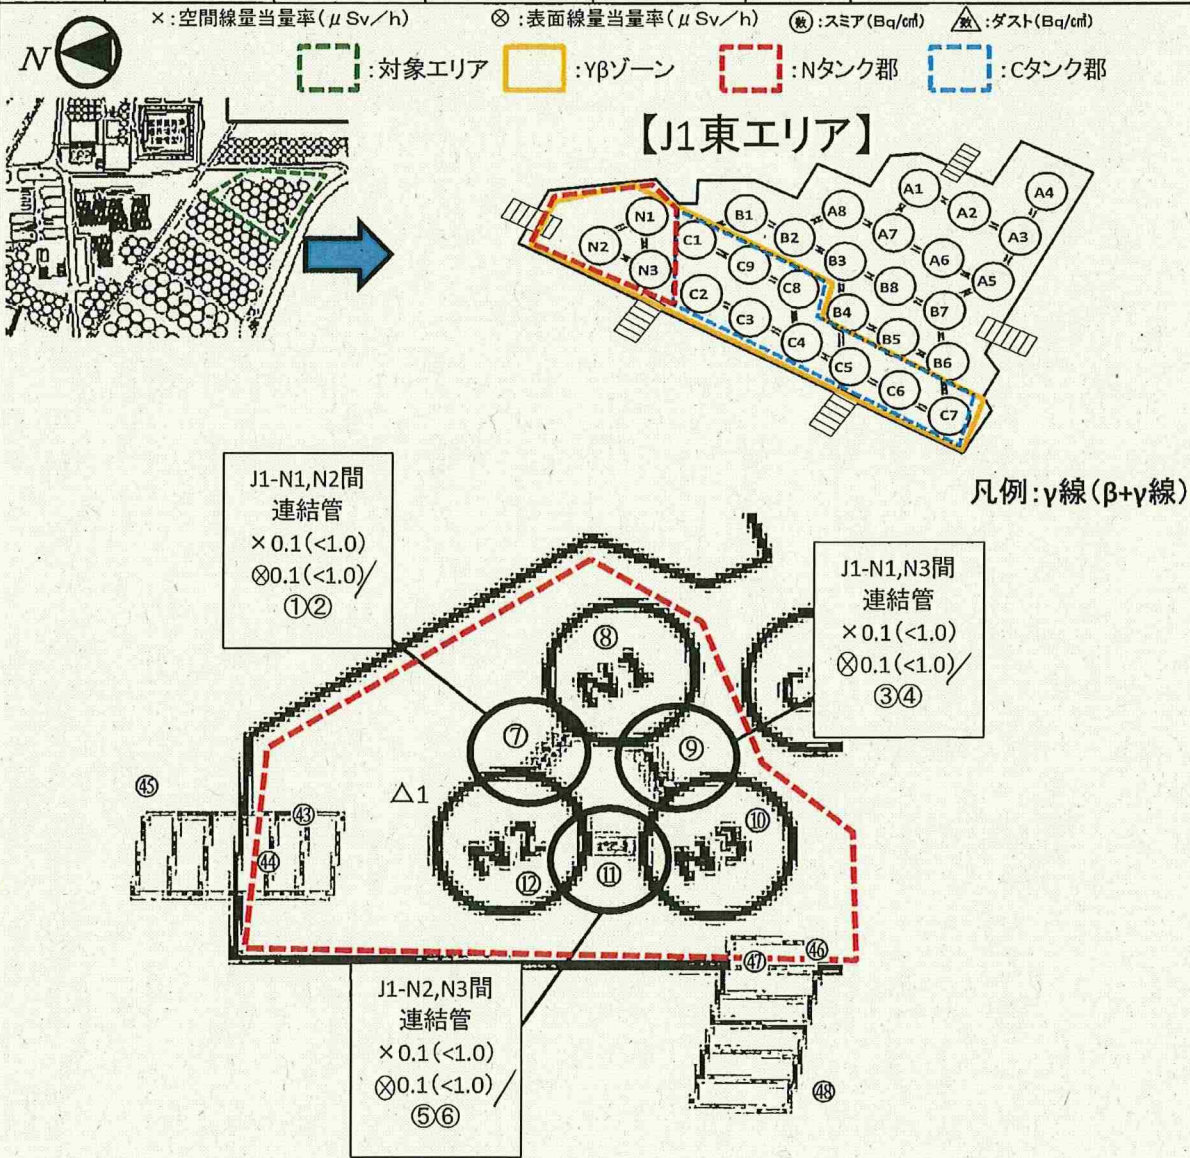 ×:空間線量当量率(μSv/h) ⊗:表面線量当量率(μSv/h) 数:スミア(Bq/c㎡) 数:ダスト(Bq/c㎡)
N
:対象エリア :Yβゾーン :Nタンク郡 :Cタンク郡
【J1東エリア】
A1 A4
A2
N1 B1 A8 A3
N2 C1 B2 A7
N3 C9 B3 A6
C2 C8 B8 A5
C3 B4 B7
C4 B5
C5 B6
C6
C7
凡例:γ線(β+γ線)
J1-N1,N2間
連結管
×0.1(<1.0)
⊗0.1(<1.0)/
①②
J1-N1,N3間
連結管
×0.1(<1.0)
⊗0.1(<1.0)/
③④
⑧
N1
⑦ ⑨
△1
N2 N3 ⑩
⑫ ⑪
㊺
㊸
㊹
㊻
㊼
㊽
J1-N2,N3間
連結管
×0.1(<1.0)
⊗0.1(<1.0)/
⑤⑥